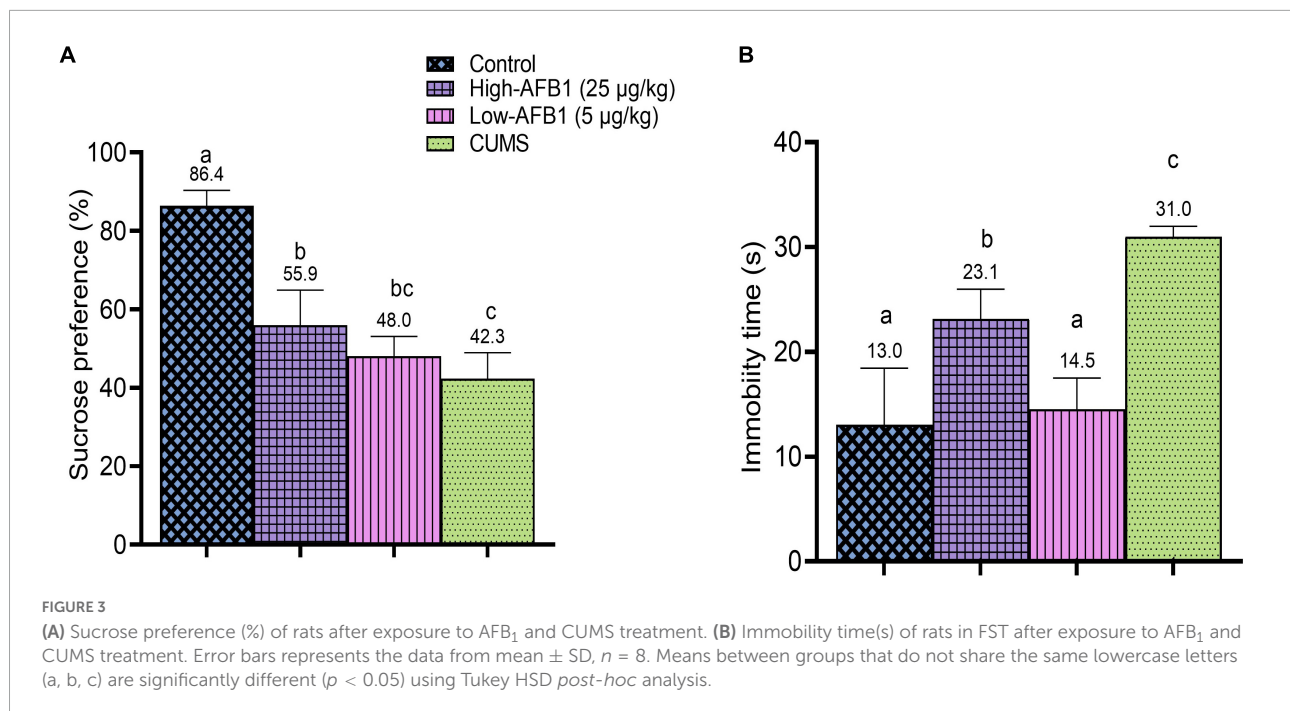 A
Control
High-AFB1 (25 µg/kg)
Low-AFB1 (5 µg/kg)
CUMS
Sucrose preference (%)
100
80
60
40
20
0
a
86.4
b
55.9
bc
48.0
c
42.3
B
Immobity time (s)
40
30
20
10
0
a
13.0
b
23.1
a
14.5
c
31.0
FIGURE 3
(A) Sucrose preference (%) of rats after exposure to AFB₁ and CUMS treatment. (B) Immobility time(s) of rats in FST after exposure to AFB₁ and
CUMS treatment. Error bars represents the data from mean ± SD, n = 8. Means between groups that do not share the same lowercase letters
(a, b, c) are significantly different (p < 0.05) using Tukey HSD post-hoc analysis.